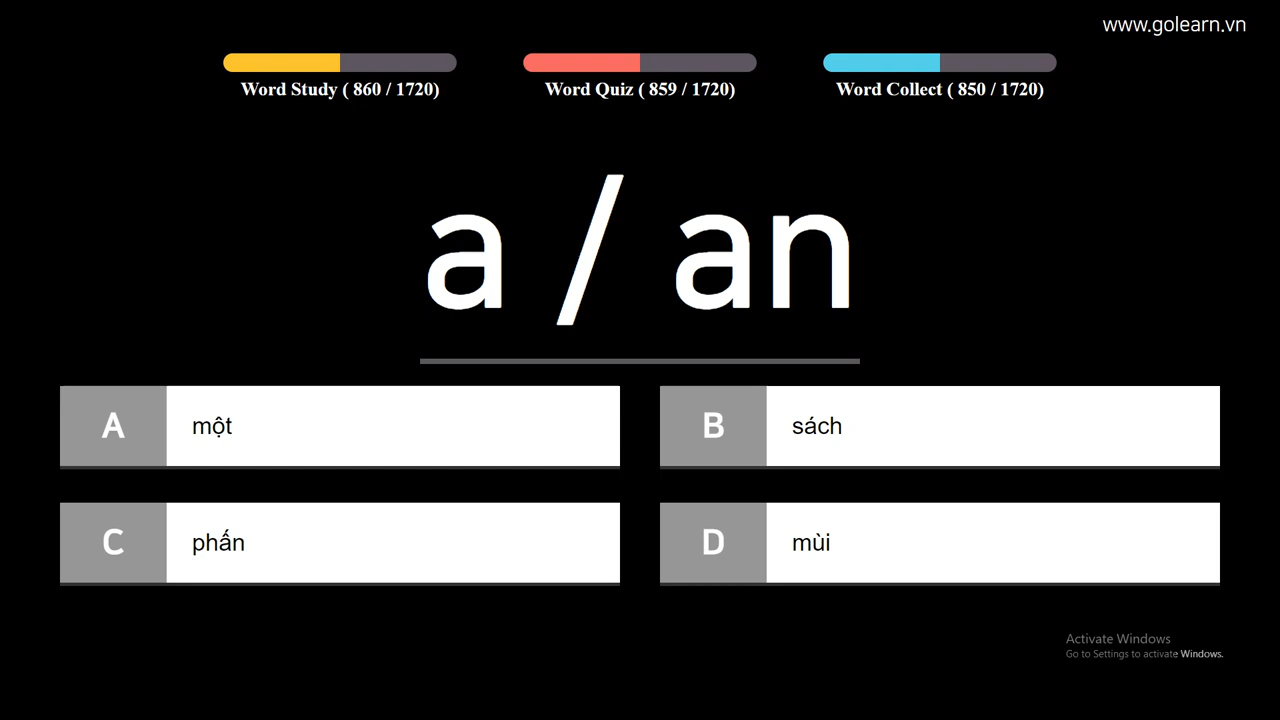 www.golearn.vn
Word Study ( 860 / 1720)
Word Quiz ( 859 / 1720)
Word Collect ( 850 / 1720)
a / an
A một
B sách
C phấn
D mùi
Activate Windows
Go to Settings to activate Windows.